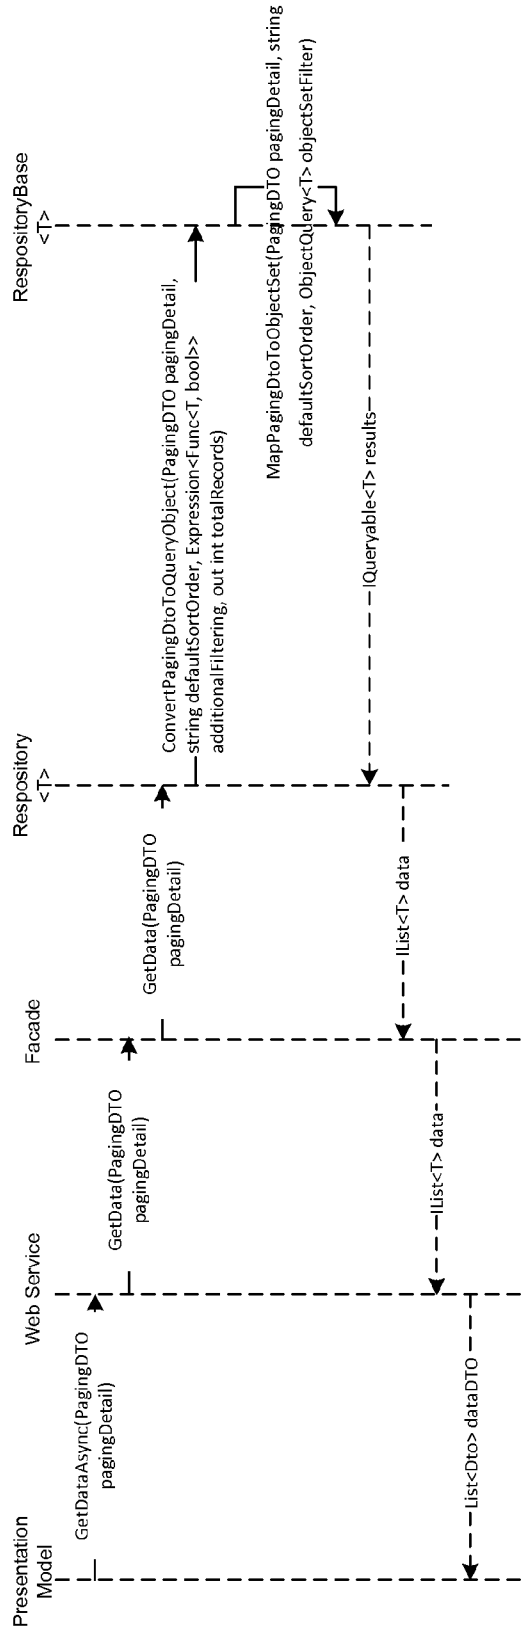 Presentation
Model
Web Service
Facade
Respository
<T>
RespositoryBase
<T>
GetDataAsync(PagingDTO
pagingDetail)
GetData(PagingDTO
pagingDetail)
GetData(PagingDTO
pagingDetail)
ConvertPagingDtoToQueryObject(PagingDTO pagingDetail,
string defaultSortOrder, Expression<Func<T, bool>>
additionalFiltering, out int totalRecords)
MapPagingDtoToObjectSet(PagingDTO pagingDetail, string
defaultSortOrder, ObjectQuery<T> objectSetFilter)
IQueryable<T> results
IList<T> data
IList<T> data
List<Dto> dataDTO